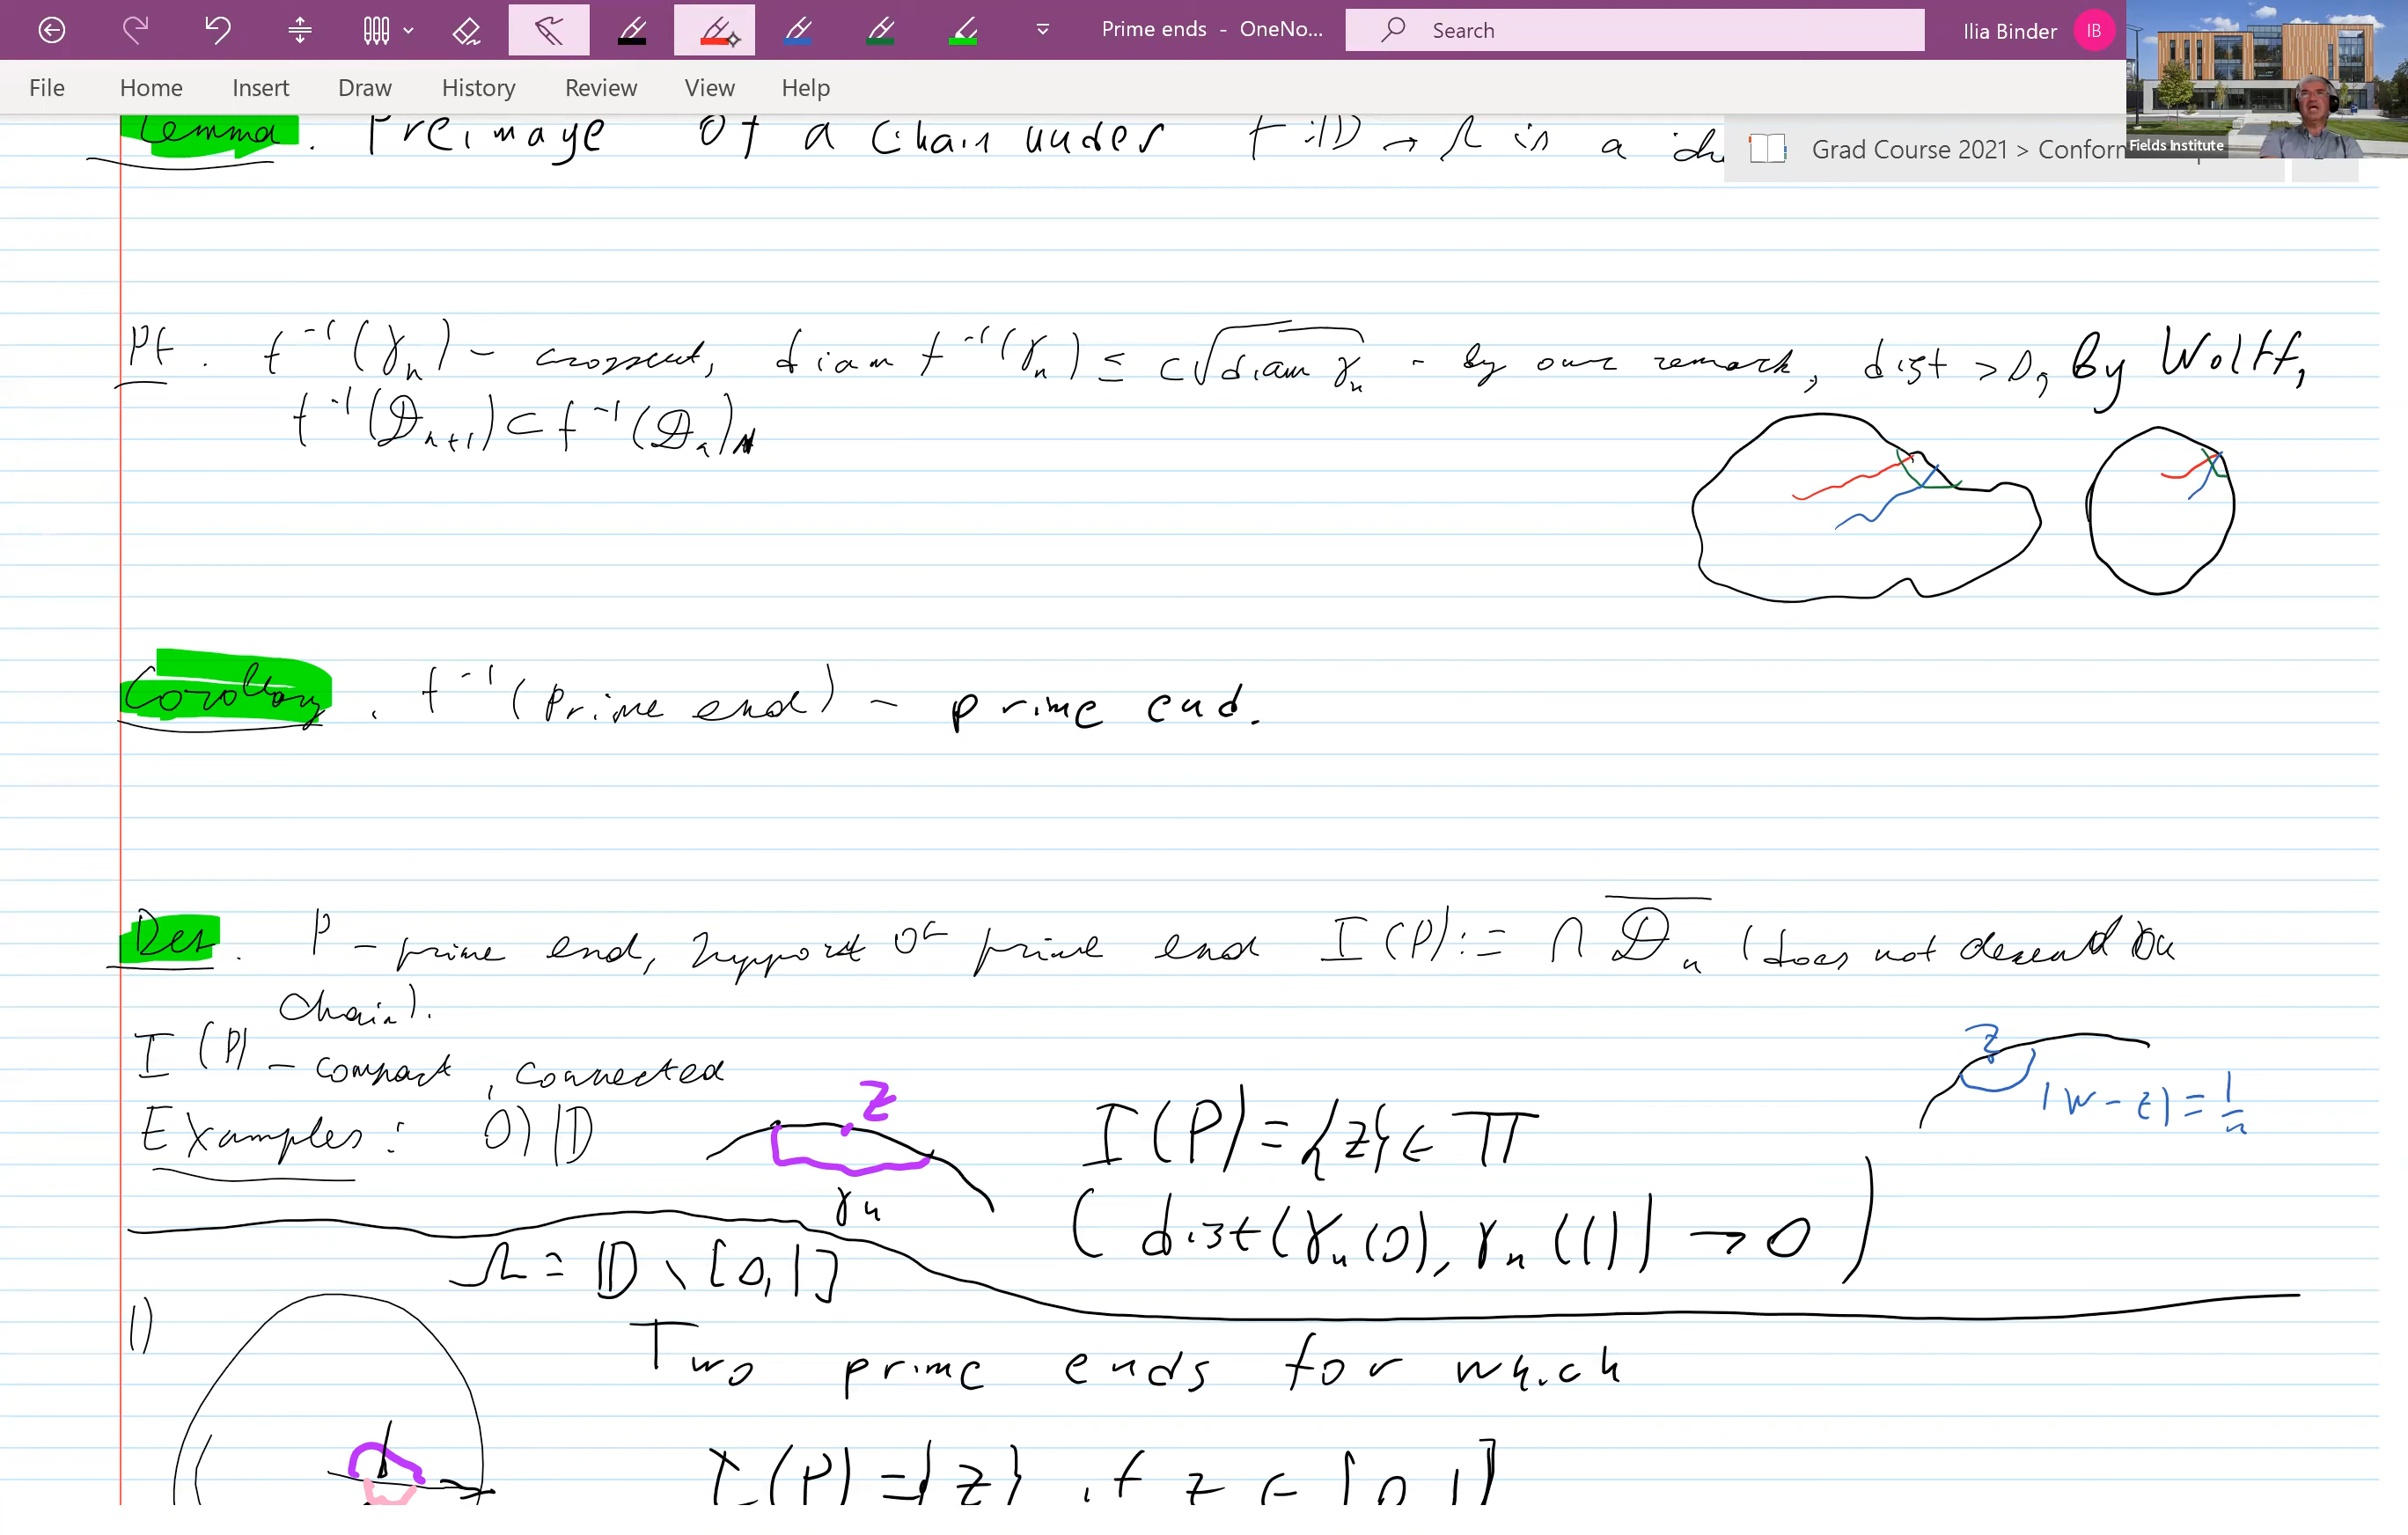 Prime ends - OneNo...
Search
Ilia Binder
IB
File Home Insert Draw History Review View Help
Fields Institute
Grad Course 2021 > Conform
Lemma. Preimage of a chain under f:𝔻→Ω is a ch
Pf. f⁻¹(γₙ) – crosscut, diam f⁻¹(γₙ) ≤ c√diam γₙ - by our remark, dist > 0, By Wolff,
f⁻¹(𝔇ₙ₊₁) ⊂ f⁻¹(𝔇ₙ)
Corollary. f⁻¹(prime end) – prime end.
Def. P – prime end, support of prime end I(P) := ∩ 𝔇̅ₙ (does not depend on
chain).
I(P) – compact, connected
z
|w - z| = 1/n
Examples: 0) 𝔻
z
γₙ
I(P) = {z} ∈ 𝕋
(dist(γₙ(0), γₙ(1)) → 0)
Ω = 𝔻 \ [0,1]
1)
Two prime ends for which
I(P) = {z} if z ∈ [0,1]